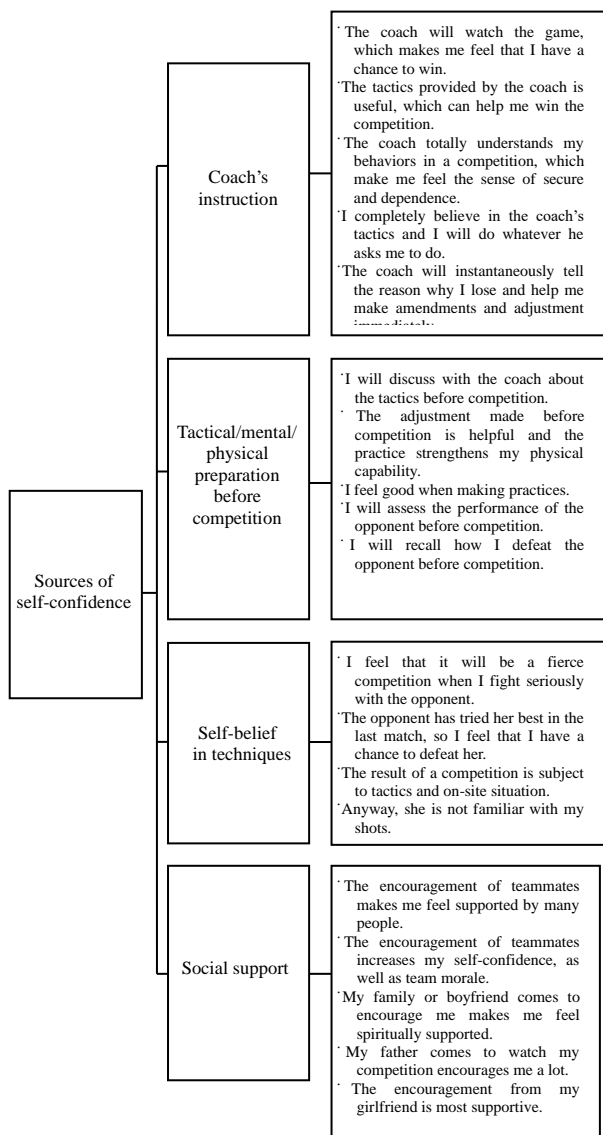 ˙ The coach will watch the game,
which makes me feel that I have a
chance to win.
˙The tactics provided by the coach is
useful, which can help me win the
competition.
˙The coach totally understands my
behaviors in a competition, which
make me feel the sense of secure
and dependence.
˙I completely believe in the coach’s
tactics and I will do whatever he
asks me to do.
˙The coach will instantaneously tell
the reason why I lose and help me
make amendments and adjustment
immediately
Coach’s
instruction
˙I will discuss with the coach about
the tactics before competition.
˙ The adjustment made before
competition is helpful and the
practice strengthens my physical
capability.
˙I feel good when making practices.
˙I will assess the performance of the
opponent before competition.
˙ I will recall how I defeat the
opponent before competition.
Tactical/mental/
physical
preparation
before
competition
Sources of
self-confidence
˙ I feel that it will be a fierce
competition when I fight seriously
with the opponent.
˙The opponent has tried her best in the
last match, so I feel that I have a
chance to defeat her.
˙The result of a competition is subject
to tactics and on-site situation.
˙Anyway, she is not familiar with my
shots.
Self-belief
in techniques
˙ The encouragement of teammates
makes me feel supported by many
people.
˙ The encouragement of teammates
increases my self-confidence, as
well as team morale.
˙My family or boyfriend comes to
encourage me makes me feel
spiritually supported.
˙ My father comes to watch my
competition encourages me a lot.
˙ The encouragement from my
girlfriend is most supportive.
Social support